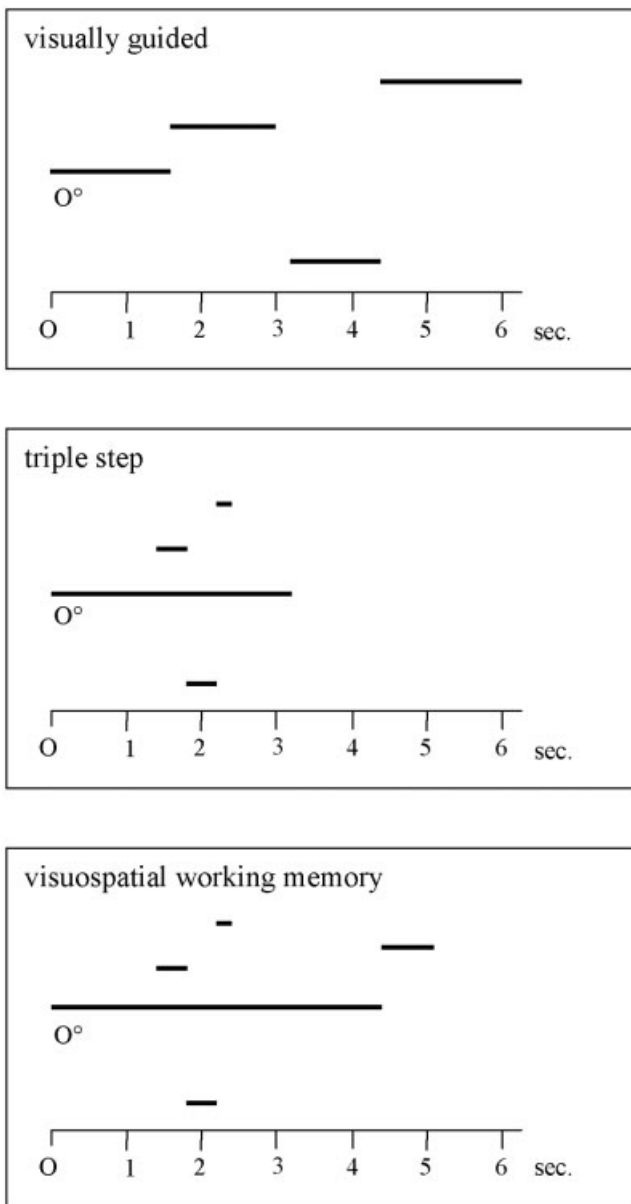 visually guided
O°
O 1 2 3 4 5 6 sec.
triple step
O°
O 1 2 3 4 5 6 sec.
visuospatial working memory
O°
O 1 2 3 4 5 6 sec.